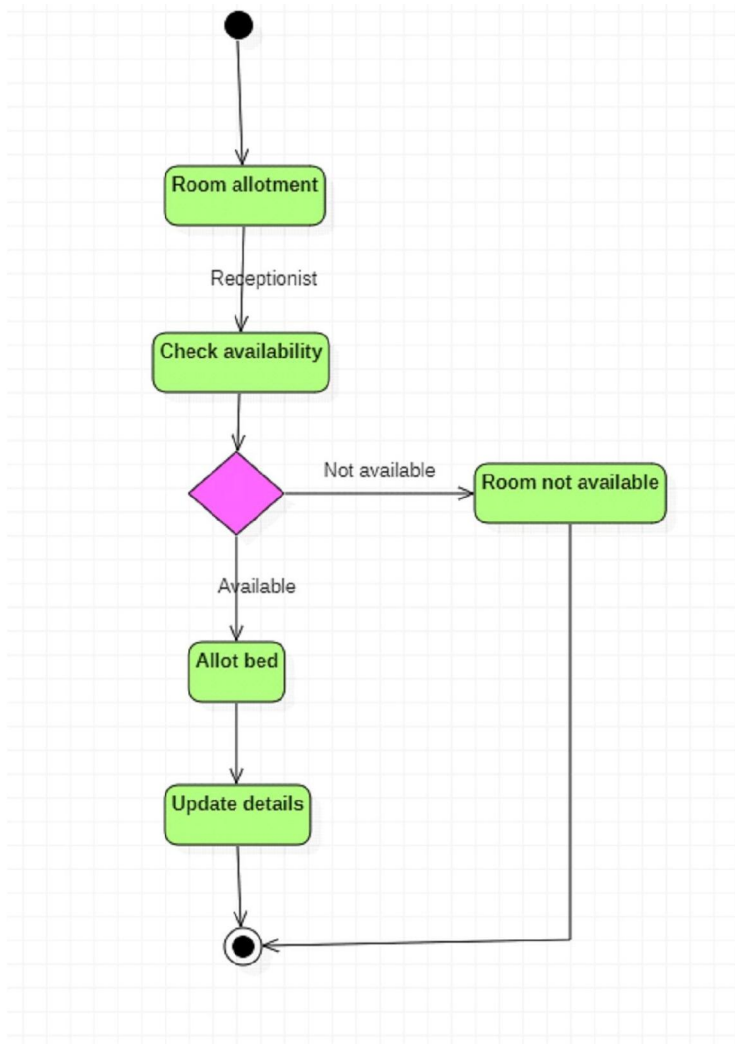 Room allotment
Receptionist
Check availability
Not available
Room not available
Available
Allot bed
Update details